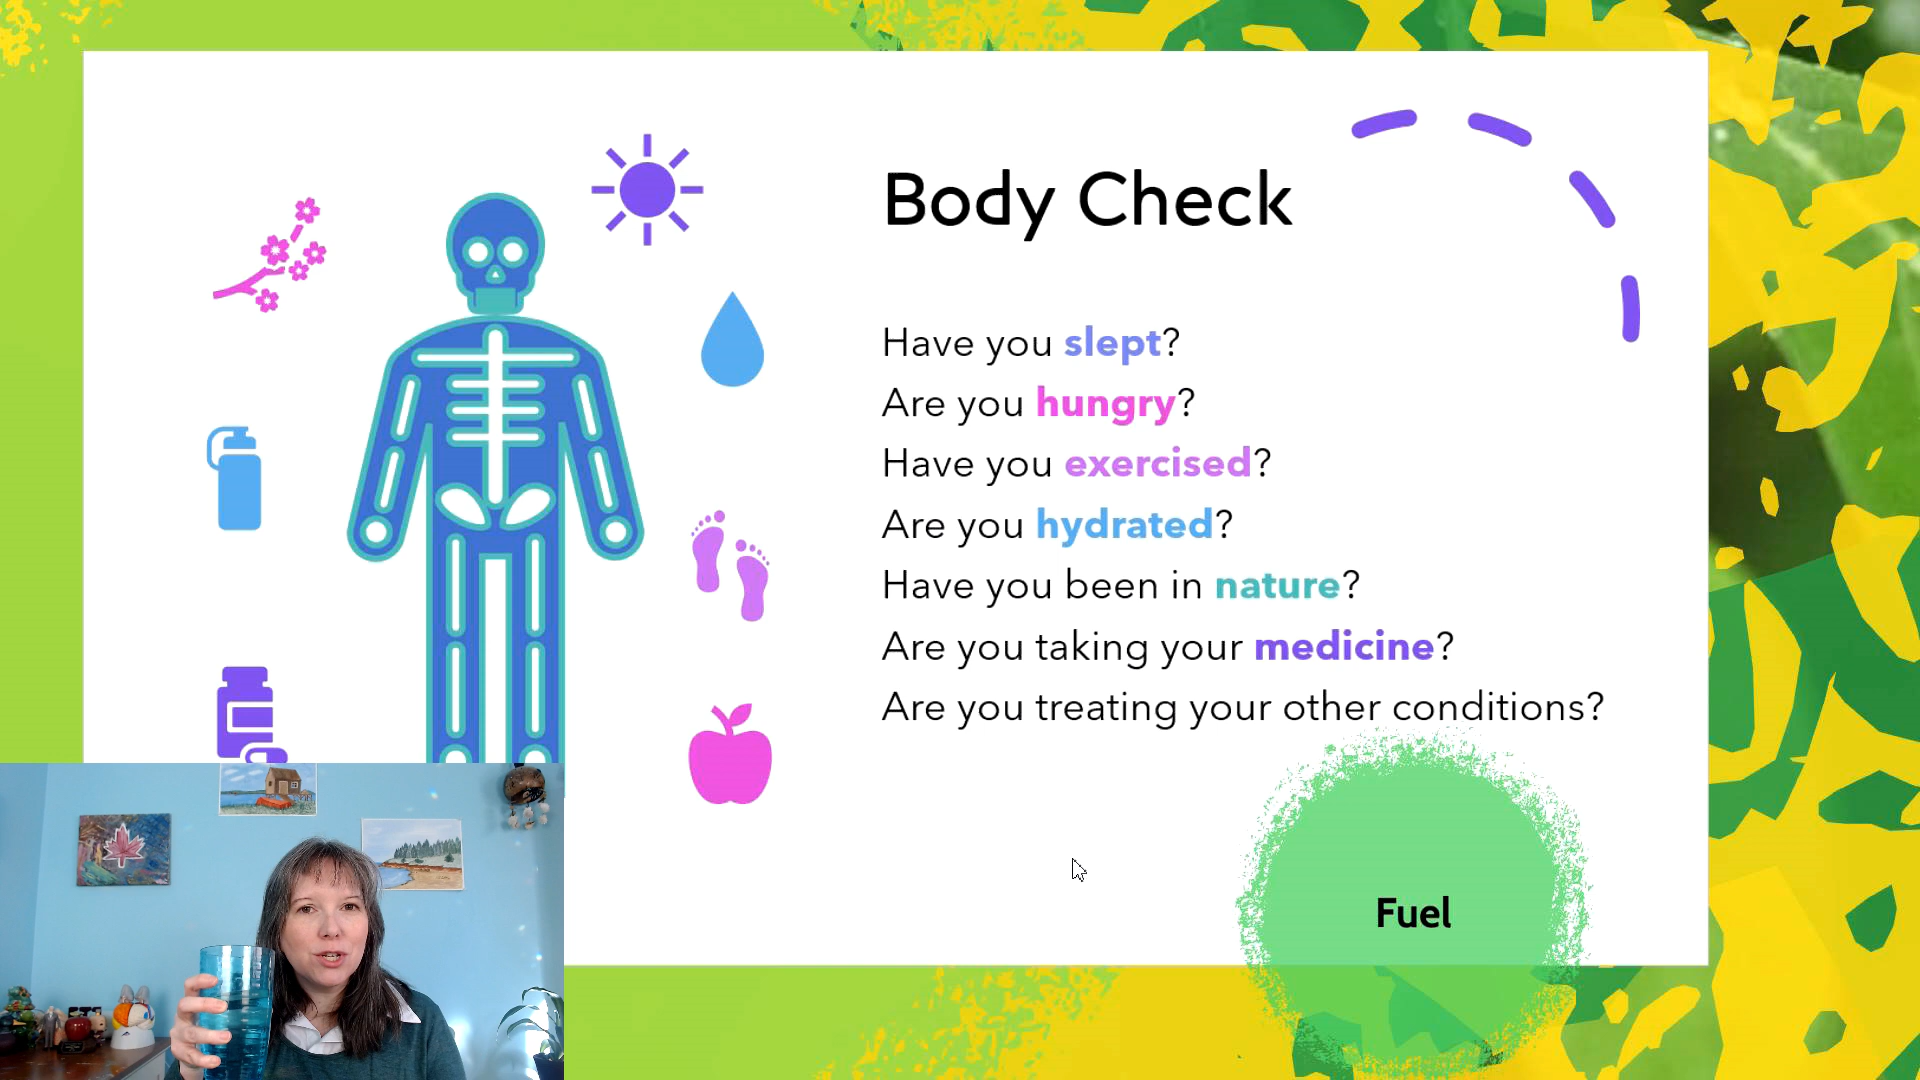 Body Check
Have you slept?
Are you hungry?
Have you exercised?
Are you hydrated?
Have you been in nature?
Are you taking your medicine?
Are you treating your other conditions?
Fuel